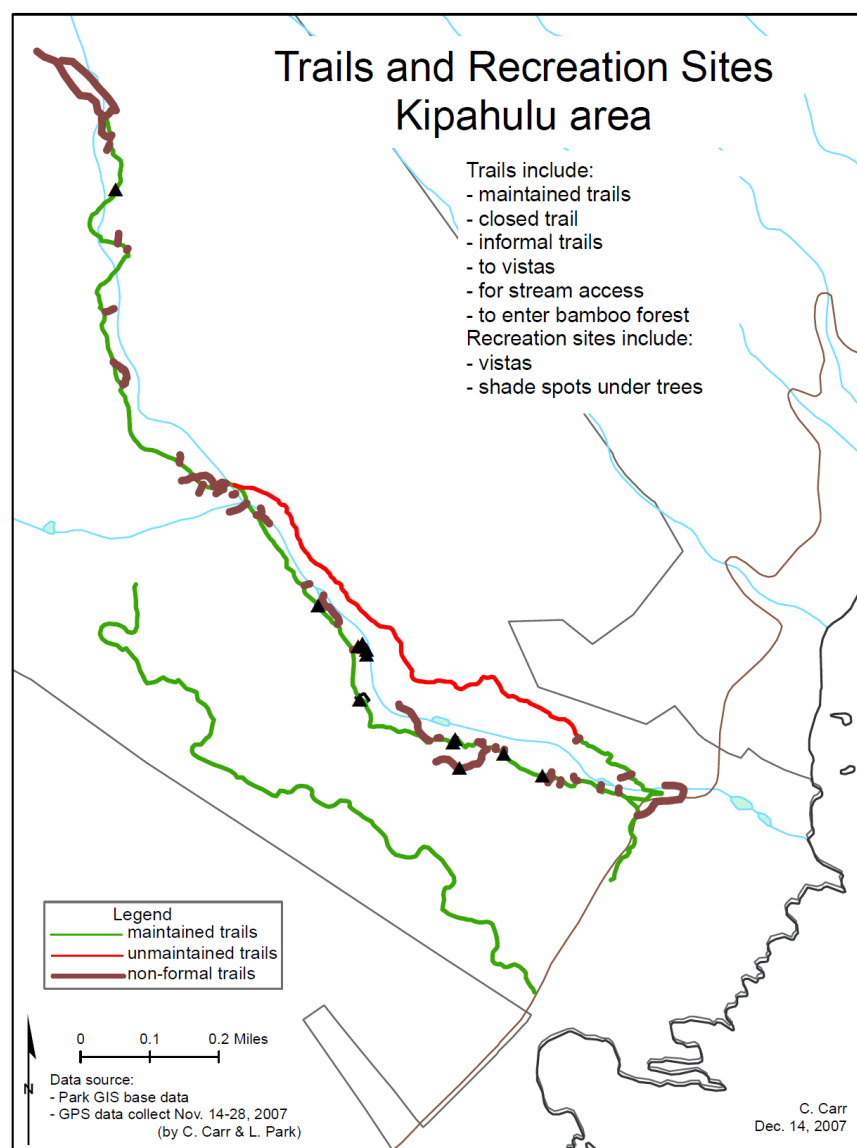 Trails and Recreation Sites
Kipahulu area
Trails include:
- maintained trails
- closed trail
- informal trails
- to vistas
- for stream access
- to enter bamboo forest
Recreation sites include:
- vistas
- shade spots under trees
Legend
maintained trails
unmaintained trails
non-formal trails
0 0.1 0.2 Miles
N
Data source:
- Park GIS base data
- GPS data collect Nov. 14-28, 2007
(by C. Carr & L. Park)
C. Carr
Dec. 14, 2007